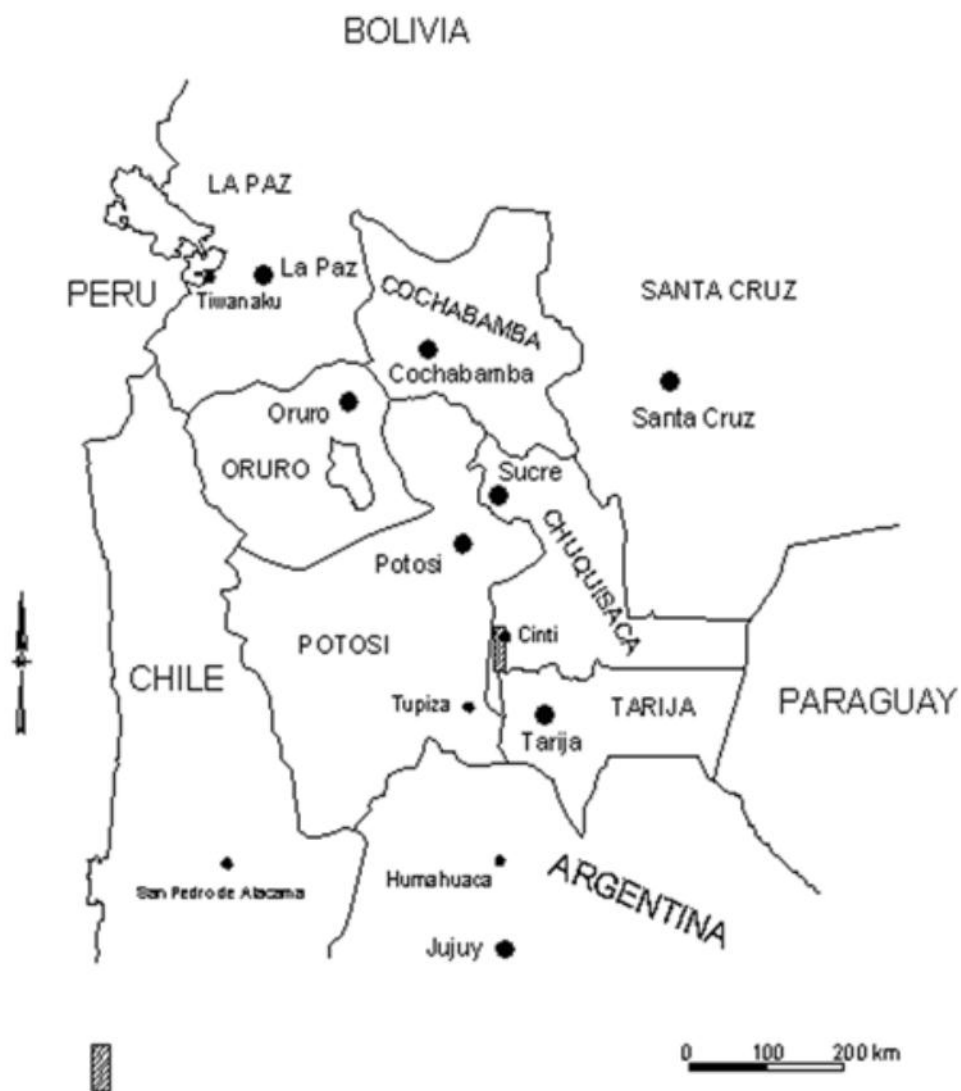 BOLIVIA
LA PAZ
La Paz
PERU
Tiwanaku
COCHABAMBA
Cochabamba
SANTA CRUZ
Santa Cruz
Oruro
ORURO
Sucre
CHUQUISACA
Potosi
POTOSI
Cinti
CHILE
Tupiza
TARIJA
Tarija
PARAGUAY
San Pedro de Atacama
Humahuaca
ARGENTINA
Jujuy
0 100 200 km